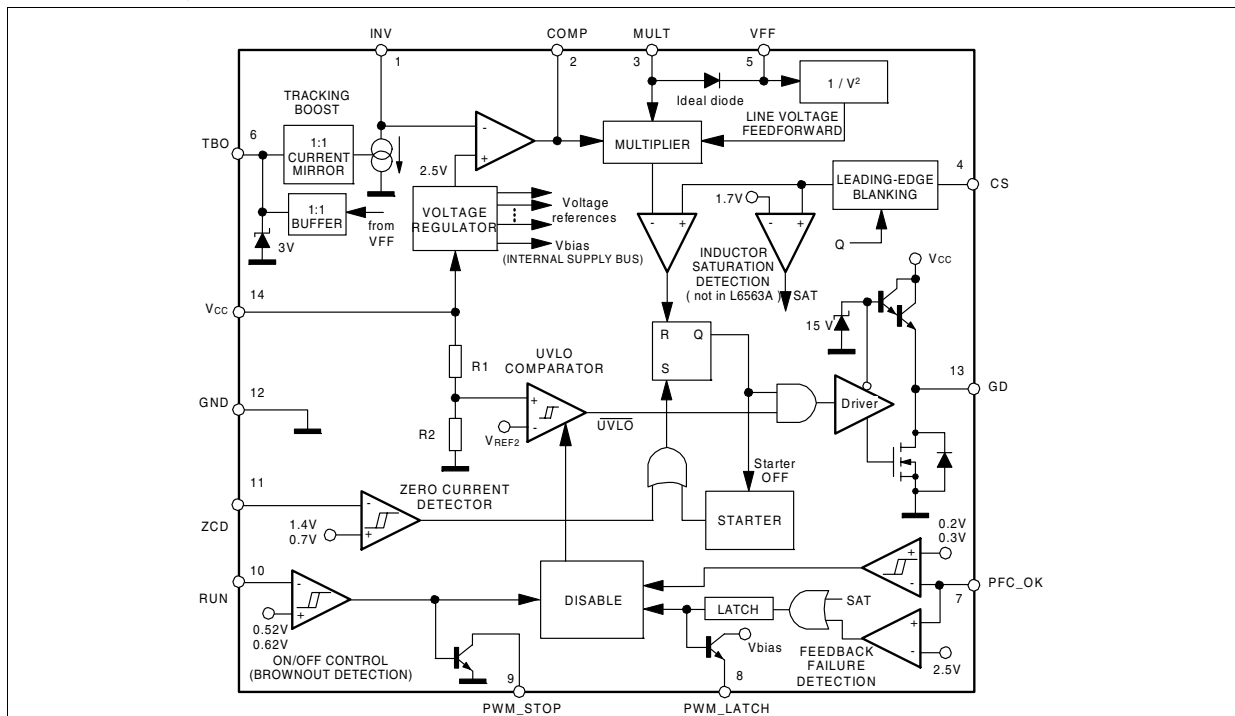 INV
COMP
MULT
VFF
1
2
3
5
1 / V²
Ideal diode
TRACKING
BOOST
LINE VOLTAGE
FEEDFORWARD
TBO
6
1:1
CURRENT
MIRROR
-
+
MULTIPLIER
2.5V
4
CS
LEADING-EDGE
BLANKING
1:1
BUFFER
from
VFF
3V
VOLTAGE
REGULATOR
Voltage
references
Vbias
(INTERNAL SUPPLY BUS)
1.7V
-
+
-
+
Q
INDUCTOR
SATURATION
DETECTION
( not in L6563A )
SAT
Vcc
15 V
Vcc
14
R
Q
S
R1
UVLO
COMPARATOR
13
GD
GND
12
+
-
VREF2
UVLO
Driver
R2
Starter
OFF
11
ZCD
ZERO CURRENT
DETECTOR
-
+
1.4V
0.7V
STARTER
0.2V
0.3V
+
-
PFC_OK
7
10
RUN
-
+
0.52V
0.62V
DISABLE
LATCH
SAT
+
-
2.5V
Vbias
ON/OFF CONTROL
(BROWNOUT DETECTION)
FEEDBACK
FAILURE
DETECTION
9
8
PWM_STOP
PWM_LATCH